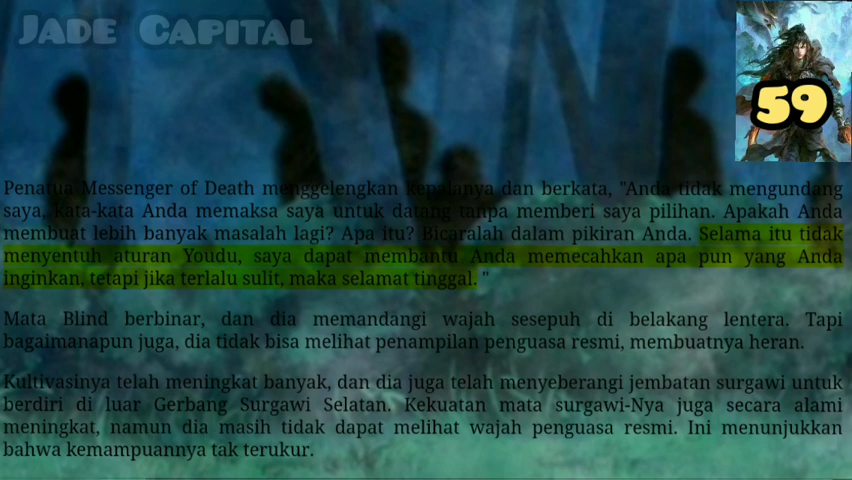 JADE CAPITAL
59
Penatua Messenger of Death menggelengkan kepalanya dan berkata, "Anda tidak mengundang
saya, kata-kata Anda memaksa saya untuk datang tanpa memberi saya pilihan. Apakah Anda
membuat lebih banyak masalah lagi? Apa itu? Bicaralah dalam pikiran Anda. Selama itu tidak
menyentuh aturan Youdu, saya dapat membantu Anda memecahkan apa pun yang Anda
inginkan, tetapi jika terlalu sulit, maka selamat tinggal. "
Mata Blind berbinar, dan dia memandangi wajah sesepuh di belakang lentera. Tapi
bagaimanapun juga, dia tidak bisa melihat penampilan penguasa resmi, membuatnya heran.
Kultivasinya telah meningkat banyak, dan dia juga telah menyeberangi jembatan surgawi untuk
berdiri di luar Gerbang Surgawi Selatan. Kekuatan mata surgawi-Nya juga secara alami
meningkat, namun dia masih tidak dapat melihat wajah penguasa resmi. Ini menunjukkan
bahwa kemampuannya tak terukur.